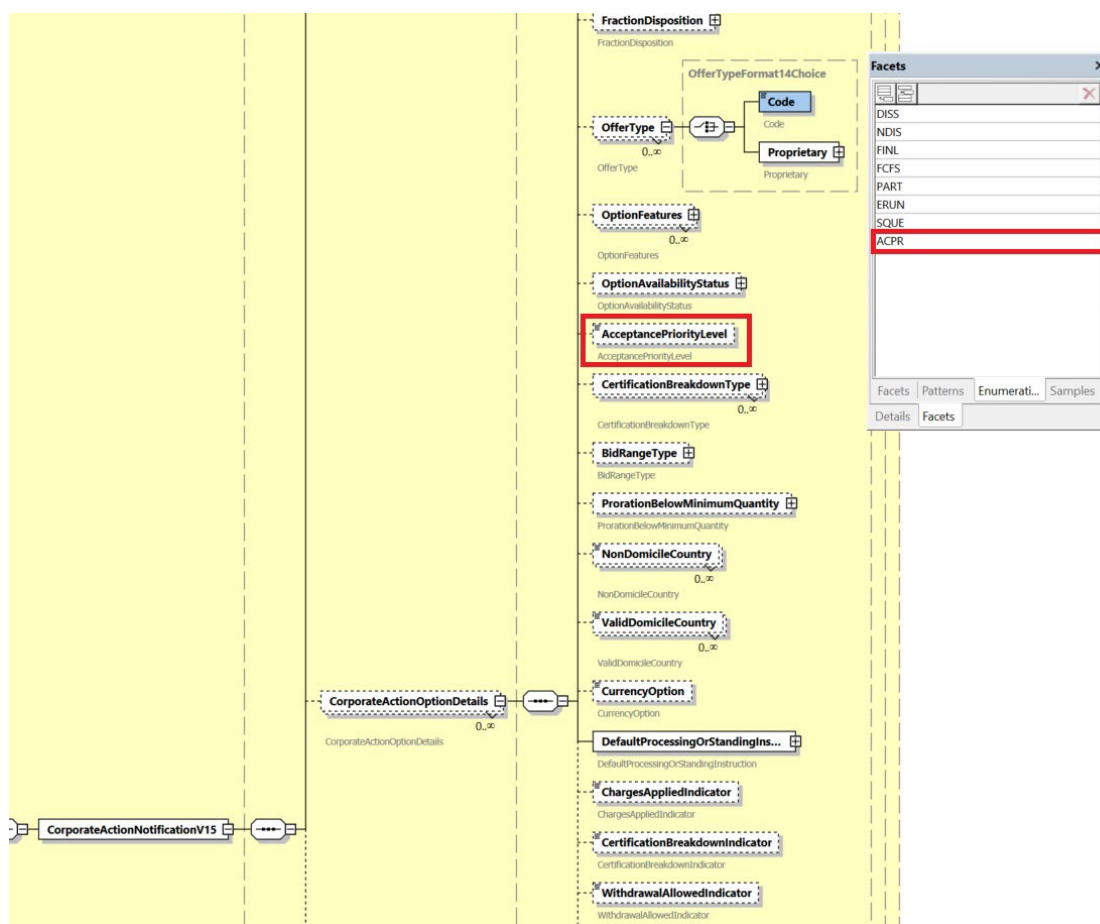 FractionDisposition
FractionDisposition
OfferTypeFormat14Choice
Code
Code
OfferType
0..∞
OfferType
Proprietary
Proprietary
OptionFeatures
0..∞
OptionFeatures
OptionAvailabilityStatus
OptionAvailabilityStatus
AcceptancePriorityLevel
AcceptancePriorityLevel
CertificationBreakdownType
0..∞
CertificationBreakdownType
BidRangeType
BidRangeType
ProrationBelowMinimumQuantity
ProrationBelowMinimumQuantity
NonDomicileCountry
0..∞
NonDomicileCountry
ValidDomicileCountry
0..∞
ValidDomicileCountry
CurrencyOption
CurrencyOption
CorporateActionOptionDetails
0..∞
CorporateActionOptionDetails
DefaultProcessingOrStandingIns...
DefaultProcessingOrStandingInstruction
ChargesAppliedIndicator
ChargesAppliedIndicator
CorporateActionNotificationV15
CertificationBreakdownIndicator
CertificationBreakdownIndicator
WithdrawalAllowedIndicator
WithdrawalAllowedIndicator
Facets
DISS
NDIS
FINL
FCFS
PART
ERUN
SQUE
ACPR
Facets Patterns Enumerati... Samples
Details Facets